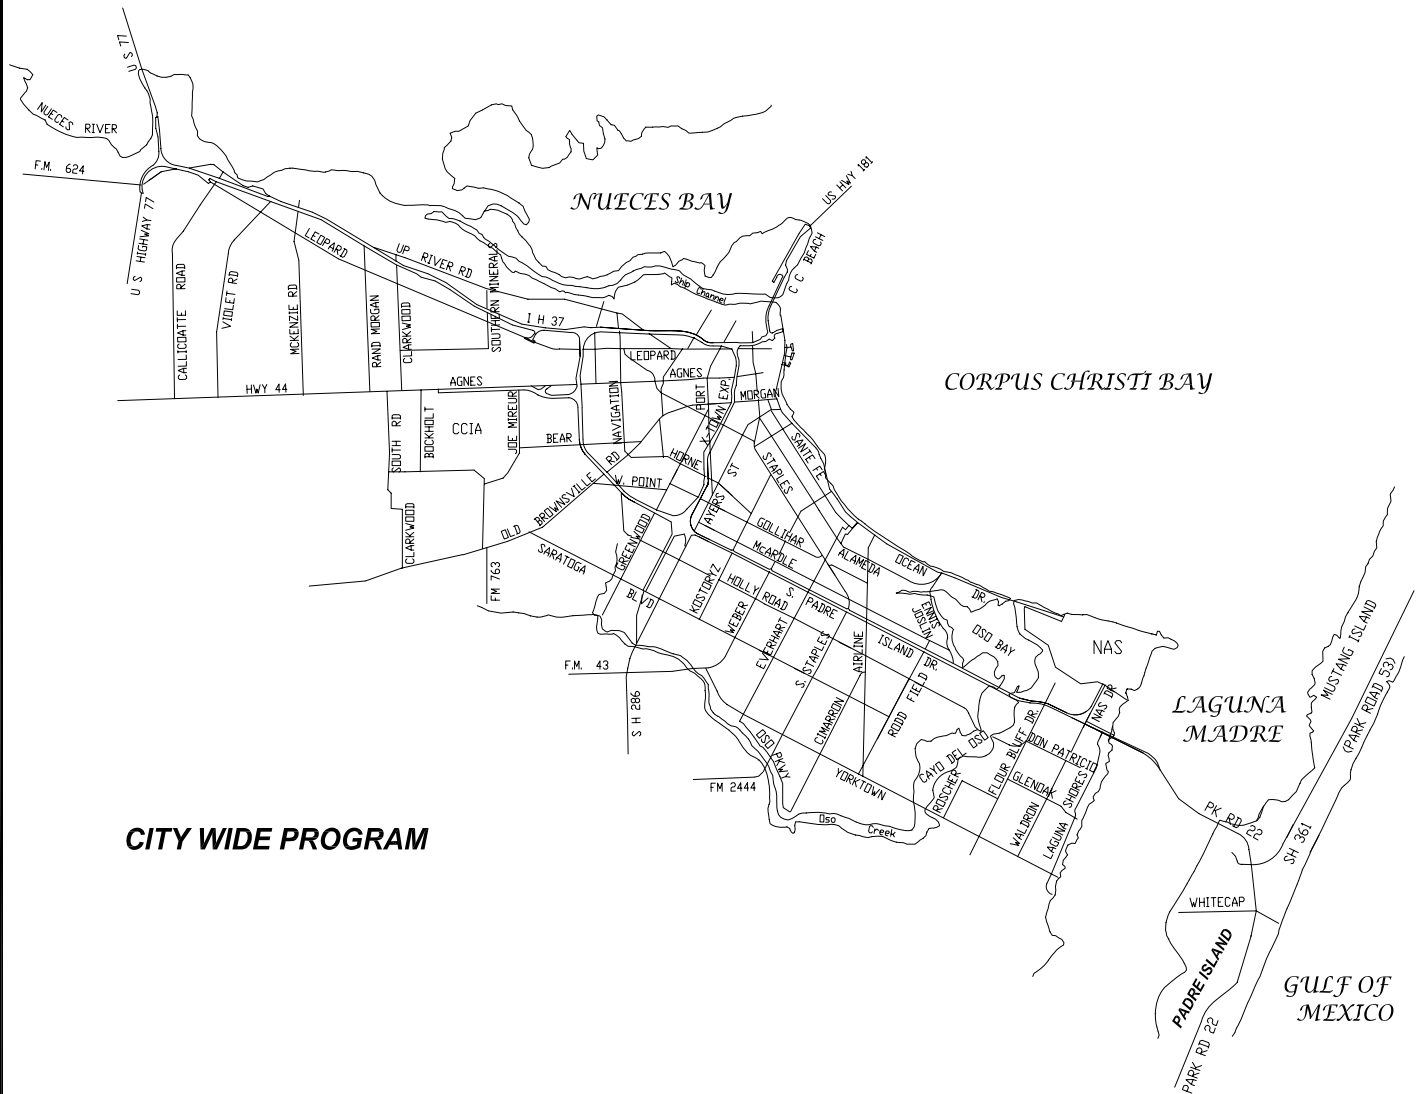 U S 77
NUECES RIVER
F.M. 624
U S HIGHWAY 77
CALLICOATTE ROAD
VIOLET RD
MCKENZIE RD
LEOPARD
UP RIVER RD
RAND MORGAN
CLARKWOOD
SOUTHERN MINERALS
I H 37
HWY 44
AGNES
NUECES BAY
US HWY 181
C C BEACH
Ship Channel
LEOPARD
AGNES
PORT
X-TOWN EXP.
MORGAN
NAVIGATION
CORPUS CHRISTI BAY
SOUTH RD
BOCKHOLT
CCIA
JOE MIREUR
BEAR
CLARKWOOD
OLD BROWNSVILLE RD
W. POINT
HORNE
AYERS ST
STAPLES
SANTE FE
GOLLIHAR
McARDLE
ALAMEDA
OCEAN DR.
FM 763
SARATOGA BLVD
GREENWOOD
KOSTORYZ
WEBER
HOLLY ROAD
S. PADRE ISLAND DR.
EVERHART
S. STAPLES
AIRLINE
ENNIS JOSLIN
OSO BAY
NAS
F.M. 43
S H 286
CIMARRON
RODD FIELD
OSO PKWY
FM 2444
YORKTOWN
Oso Creek
CAYO DEL OSO
ROSCHER
FLOUR BLUFF DR.
NAS DR
DON PATRICIO
GLENOAK
WALDRON
LAGUNA SHORES
LAGUNA
MADRE
MUSTANG ISLAND
(PARK ROAD 53)
PK RD 22
SH 361
WHITECAP
PADRE ISLAND
PARK RD 22
GULF OF
MEXICO
CITY WIDE PROGRAM